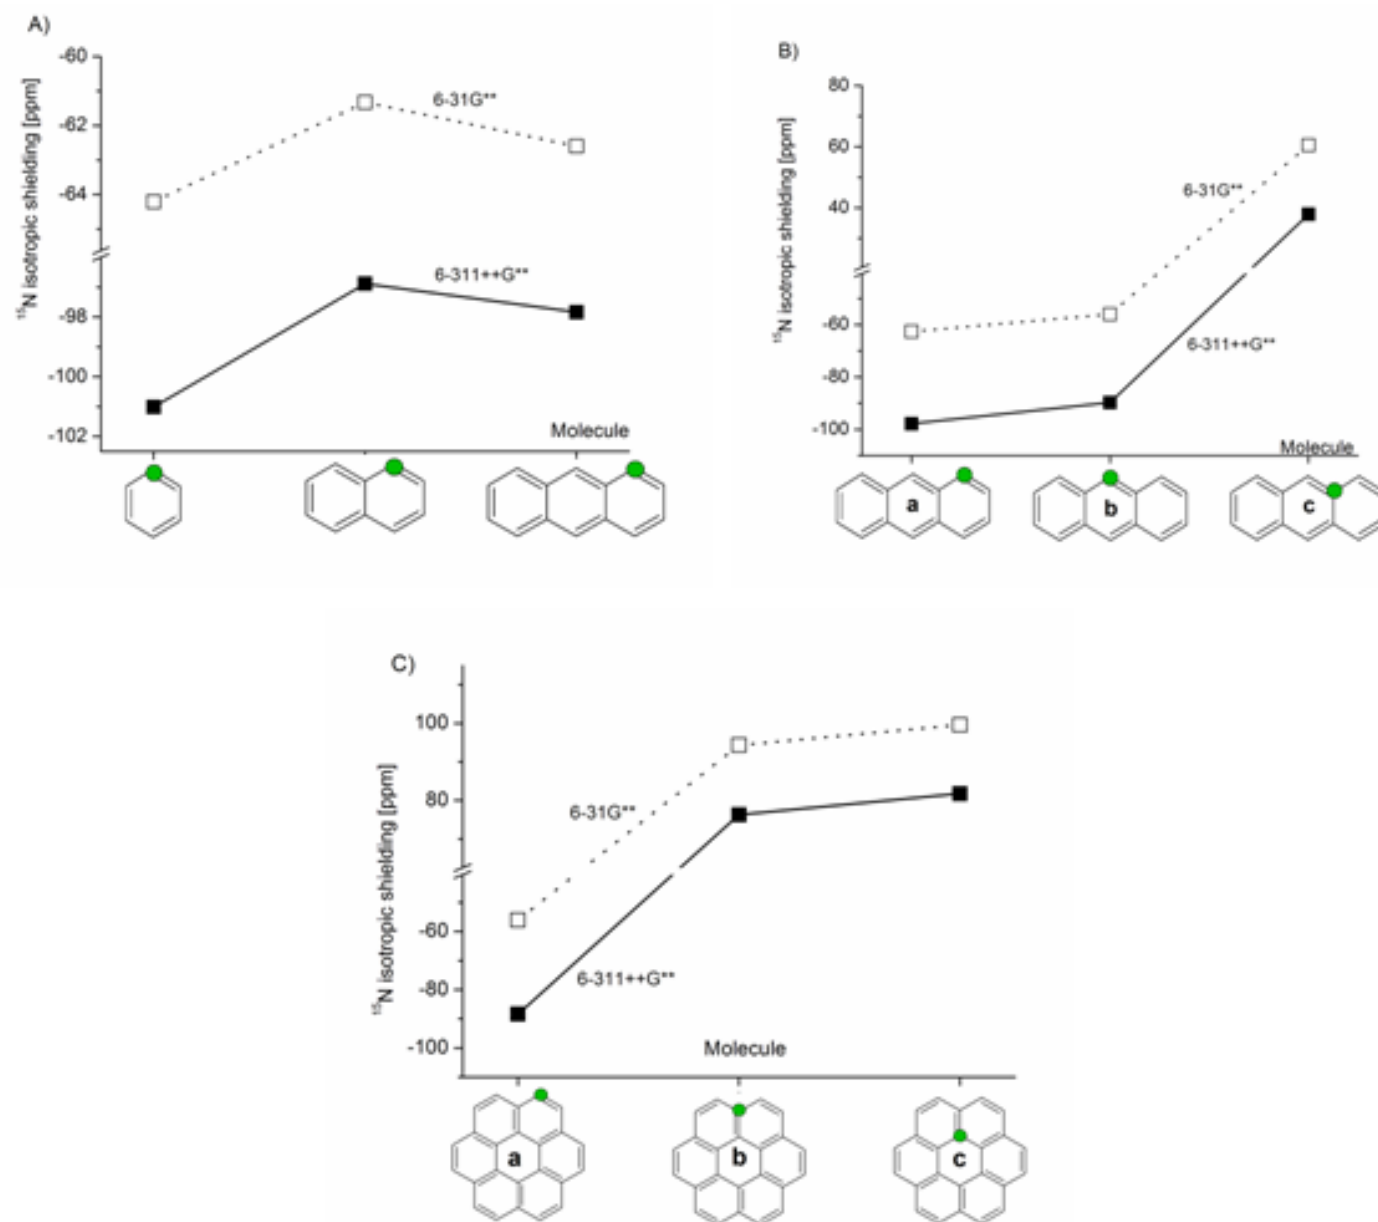 A)
-60
-62
-64
-98
-100
-102
¹⁵N isotropic shielding [ppm]
6-31G**
6-311++G**
Molecule
B)
80
60
40
-60
-80
-100
¹⁵N isotropic shielding [ppm]
6-31G**
6-311++G**
Molecule
a
b
c
C)
100
80
-60
-80
-100
¹⁵N isotropic shielding [ppm]
6-31G**
6-311++G**
Molecule
a
b
c